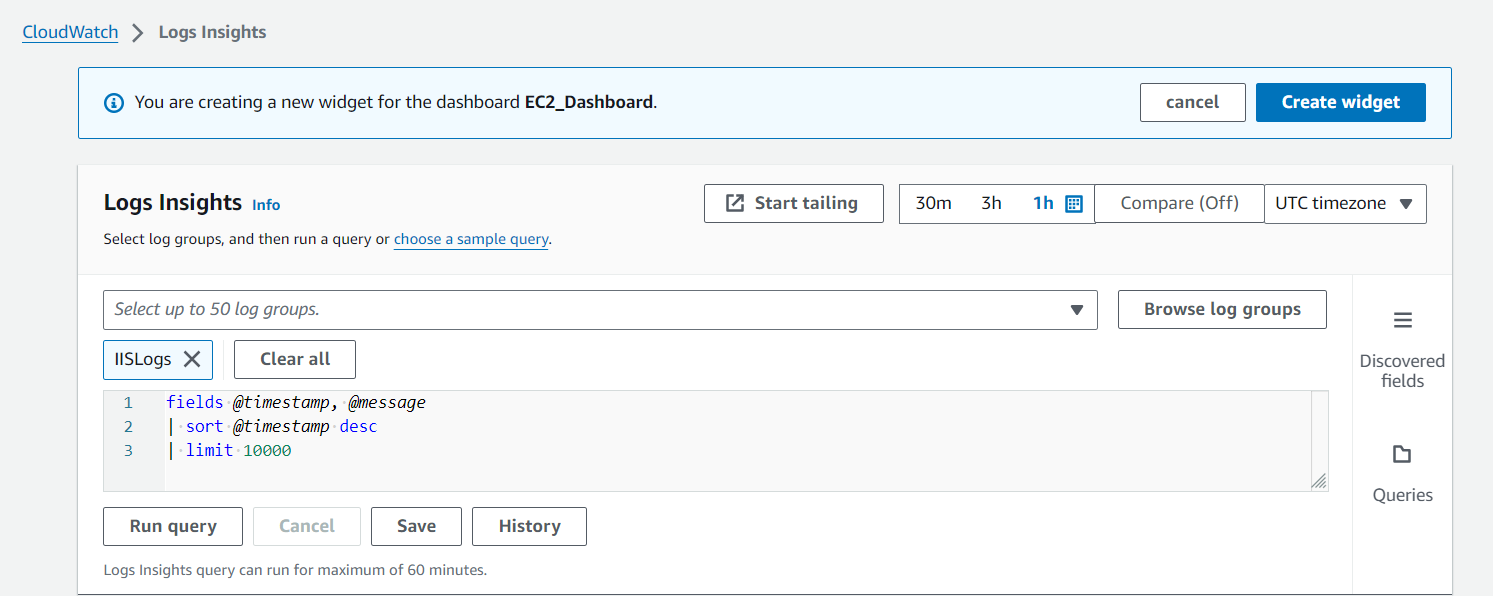 CloudWatch > Logs Insights
You are creating a new widget for the dashboard EC2_Dashboard.
cancel
Create widget
Logs Insights Info
Start tailing
30m 3h 1h
Compare (Off)
UTC timezone
Select log groups, and then run a query or choose a sample query.
Select up to 50 log groups.
Browse log groups
IISLogs
Clear all
1 fields @timestamp, @message
2 | sort @timestamp desc
3 | limit 10000
Run query
Cancel
Save
History
Logs Insights query can run for maximum of 60 minutes.
Discovered
fields
Queries